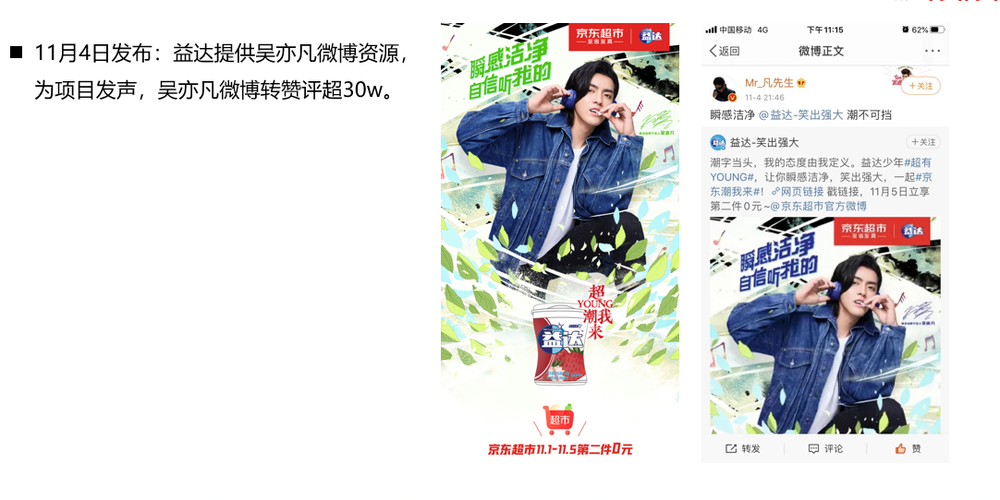 ■ 11月4日发布：益达提供吴亦凡微博资源，
为项目发声，吴亦凡微博转赞评超30w。
京东超市 益达
至省至真
瞬感洁净
自信听我的
超
YOUNG
潮我
来
益达
超市
京东超市11.1-11.5第二件0元
中国移动 4G 下午 11:15 62%
返回 微博正文
Mr_凡先生
11-4 21:46
+关注
瞬感洁净 @益达-笑出强大 潮不可挡
益达-笑出强大 +关注
潮字当头，我的态度由我定义。益达少年#超有
YOUNG#，让你瞬感洁净，笑出强大，一起#京
东潮我来#！网页链接 戳链接，11月5日立享
第二件0元~@京东超市官方微博
京东超市 益达
至省至真
瞬感洁净
自信听我的
转发 评论 赞